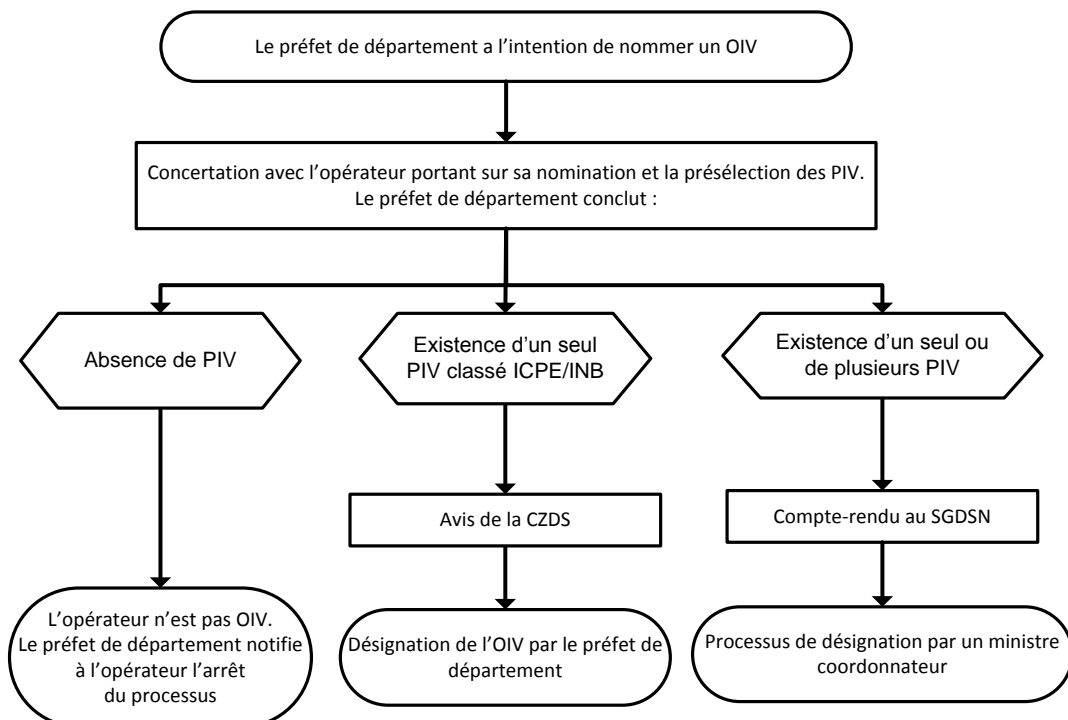 Le préfet de département a l’intention de nommer un OIV
Concertation avec l’opérateur portant sur sa nomination et la présélection des PIV.
Le préfet de département conclut :
Absence de PIV
Existence d’un seul
PIV classé ICPE/INB
Existence d’un seul ou
de plusieurs PIV
Avis de la CZDS
Compte-rendu au SGDSN
L’opérateur n’est pas OIV.
Le préfet de département notifie
à l’opérateur l’arrêt
du processus
Désignation de l’OIV par le préfet de
département
Processus de désignation par un ministre
coordonnateur